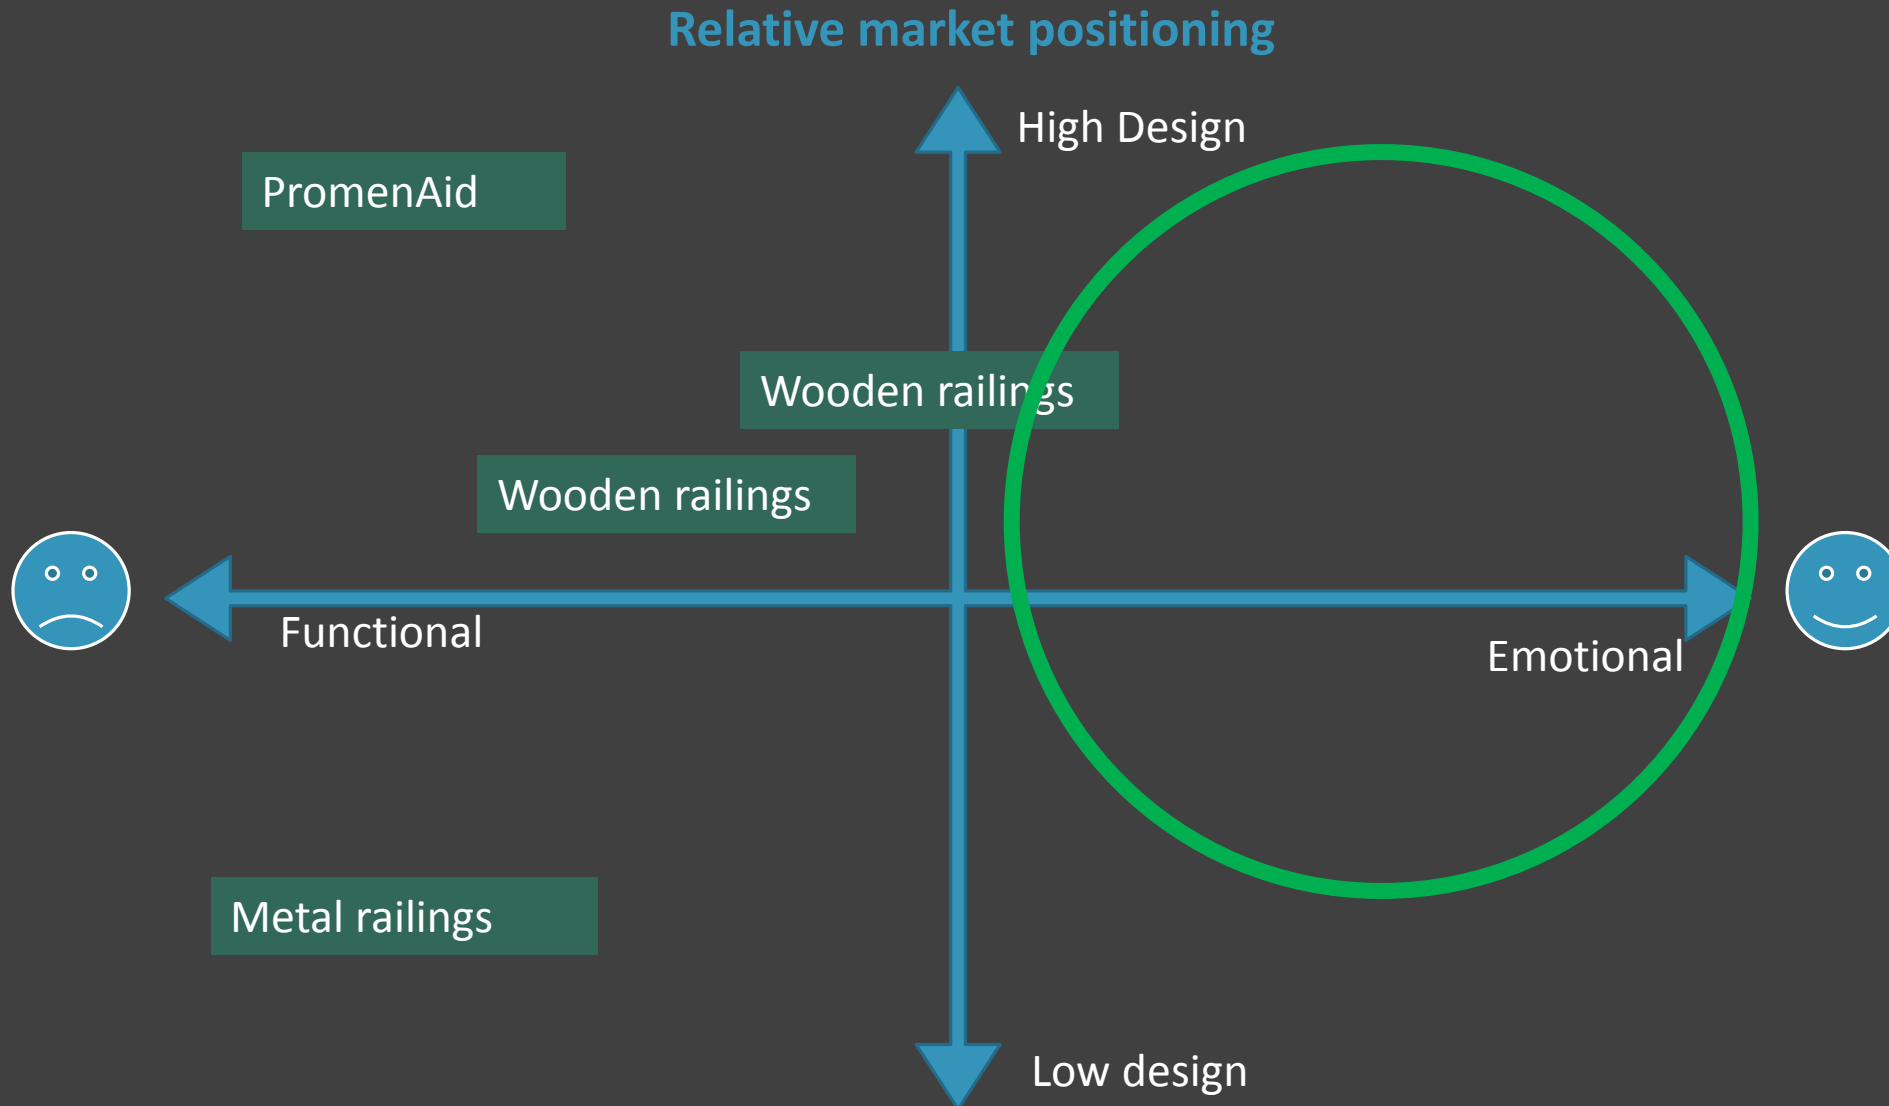 Relative market positioning
High Design
PromenAid
Wooden railings
Wooden railings
Functional
Emotional
Metal railings
Low design